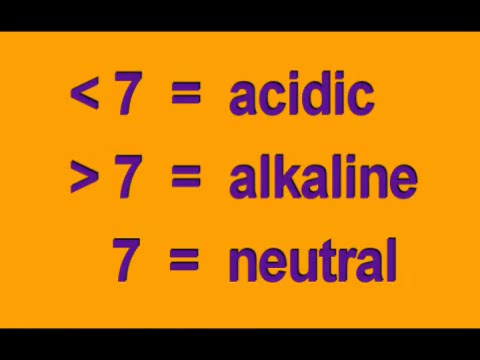 < 7 = acidic
> 7 = alkaline
7 = neutral